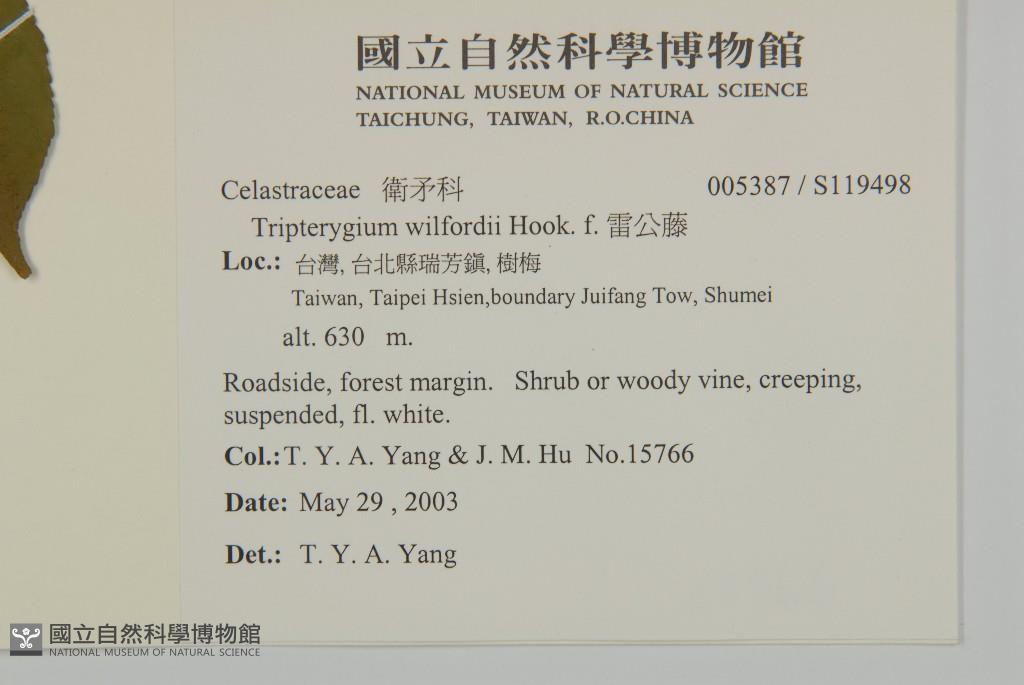 國立自然科學博物館
NATIONAL MUSEUM OF NATURAL SCIENCE
TAICHUNG, TAIWAN, R.O.CHINA
Celastraceae 衛矛科 005387 / S119498
Tripterygium wilfordii Hook. f. 雷公藤
Loc.: 台灣, 台北縣瑞芳鎭, 樹梅
Taiwan, Taipei Hsien,boundary Juifang Tow, Shumei
alt. 630 m.
Roadside, forest margin. Shrub or woody vine, creeping,
suspended, fl. white.
Col.: T. Y. A. Yang & J. M. Hu No.15766
Date: May 29 , 2003
Det.: T. Y. A. Yang
國立自然科學博物館
NATIONAL MUSEUM OF NATURAL SCIENCE